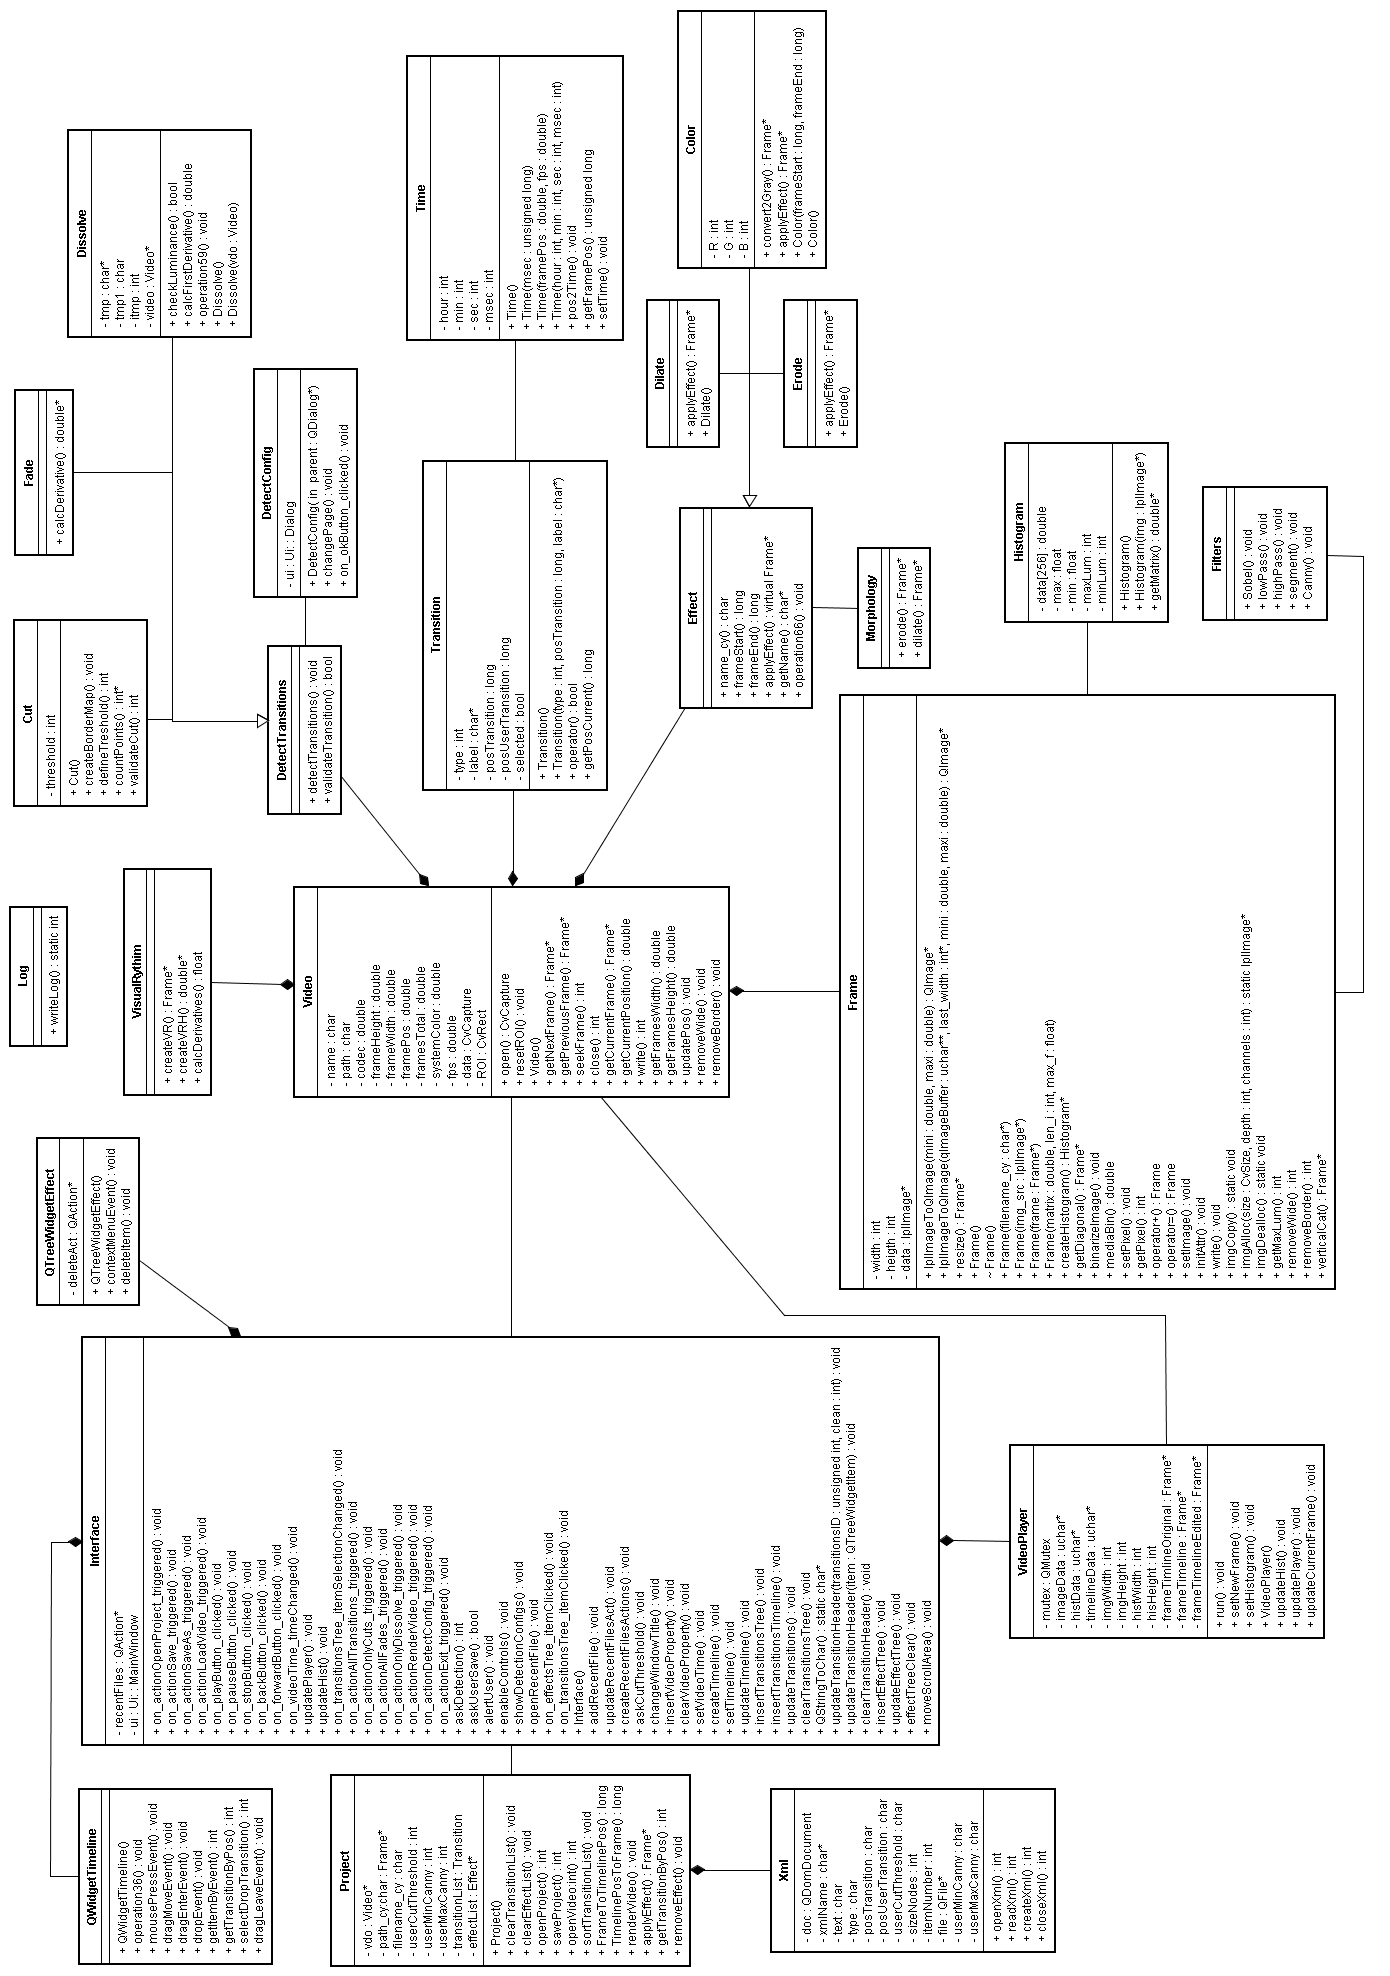 Dissolve
- tmp : char*
- tmp1 : char
- itmp : int
- video : Video*
+ checkLuminance() : bool
+ calcFirstDerivative() : double
+ operation59() : void
+ Dissolve()
+ Dissolve(vdo : Video)
Fade
+ calcDerivative() : double*
Cut
- threshold : int
+ Cut()
+ createBorderMap() : void
+ defineTreshold() : int
+ countPoints() : int*
+ validateCut() : int
DetectConfig
- ui : Ui: : Dialog
+ DetectConfig( in parent : QDialog*)
+ changePage() : void
+ on_okButton_clicked() : void
DetectTransitions
+ detectTransitions() : void
+ validateTransition() : bool
Time
- hour : int
- min : int
- sec : int
- msec : int
+ Time()
+ Time(msec : unsigned long)
+ Time(framePos : double, fps : double)
+ Time(hour : int, min : int, sec : int, msec : int)
+ pos2Time() : void
+ getFramePos() : unsigned long
+ setTime() : void
Transition
- type : int
- label : char*
- posTransition : long
- posUserTransition : long
- selected : bool
+ Transition()
+ Transition(type : int, posTransition : long, label : char*)
+ operator() : bool
+ getPosCurrent() : long
Color
- R : int
- G : int
- B : int
+ convert2Gray() : Frame*
+ applyEffect() : Frame*
+ Color(frameStart : long, frameEnd : long)
+ Color()
Dilate
+ applyEffect() : Frame*
+ Dilate()
Erode
+ applyEffect() : Frame*
+ Erode()
Effect
+ name_cy() : char
+ frameStart() : long
+ frameEnd() : long
+ applyEffect() : virtual Frame*
+ getName() : char*
+ operation66() : void
Morphology
+ erode() : Frame*
+ dilate() : Frame*
Histogram
- data[256] : double
- max : float
- min : float
- maxLum : int
- minLum : int
+ Histogram()
+ Histogram(img : IplImage*)
+ getMatrix() : double*
Filters
+ Sobel() : void
+ lowPass() : void
+ highPass() : void
+ segment() : void
+ Canny() : void
Log
+ writeLog() : static int
VisualRythim
+ createVR() : Frame*
+ createVRH() : double*
+ calcDerivatives() : float
Video
- name : char
- path : char
- codec : double
- frameHeight : double
- frameWidth : double
- framePos : double
- framesTotal : double
- systemColor : double
- fps : double
- data : CvCapture
- ROI : CvRect
+ open() : CvCapture
+ resetROI() : void
+ Video()
+ getNextFrame() : Frame*
+ getPreviousFrame() : Frame*
+ seekFrame() : int
+ close() : int
+ getCurrentFrame() : Frame*
+ getCurrentPosition() : double
+ write() : int
+ getFramesWidth() : double
+ getFramesHeight() : double
+ updatePos() : void
+ removeWide() : void
+ removeBorder() : void
Frame
- width : int
- heigth : int
- data : IplImage*
+ IplImageToQImage(mini : double, maxi : double) : QImage*
+ IplImageToQImage(qImageBuffer : uchar**, last_width : int*, mini : double, maxi : double) : QImage*
+ resize() : Frame*
+ Frame()
~ Frame()
+ Frame(filename_cy : char*)
+ Frame(img_src : IplImage*)
+ Frame(frame : Frame*)
+ Frame(matrix : double, len_i : int, max_f : float)
+ createHistogram() : Histogram*
+ getDiagonal() : Frame*
+ binarizeImage() : void
+ mediaBin() : double
+ setPixel() : void
+ getPixel() : int
+ operator+() : Frame
+ operator=() : Frame
+ setImage() : void
+ initAttr() : void
+ write() : void
+ imgCopy() : static void
+ imgAlloc(size : CvSize, depth : int, channels : int) : static IplImage*
+ imgDealloc() : static void
+ getMaxLum() : int
+ removeWide() : int
+ removeBorder() : int
+ verticalCat() : Frame*
QTreeWidgetEffect
- deleteAct : QAction*
+ QTreeWidgetEffect()
+ contextMenuEvent() : void
+ deleteItem() : void
Interface
- recentFiles : QAction*
- ui : Ui: : MainWindow
+ on_actionOpenProject_triggered() : void
+ on_actionSave_triggered() : void
+ on_actionSaveAs_triggered() : void
+ on_actionLoadVideo_triggered() : void
+ on_playButton_clicked() : void
+ on_pauseButton_clicked() : void
+ on_stopButton_clicked() : void
+ on_backButton_clicked() : void
+ on_forwardButton_clicked() : void
+ on_videoTime_timeChanged() : void
+ updatePlayer() : void
+ updateHist() : void
+ on_transitionsTree_itemSelectionChanged() : void
+ on_actionAllTransitions_triggered() : void
+ on_actionOnlyCuts_triggered() : void
+ on_actionAllFades_triggered() : void
+ on_actionOnlyDissolve_triggered() : void
+ on_actionRenderVideo_triggered() : void
+ on_actionDetectConfig_triggered() : void
+ on_actionExit_triggered() : void
+ askDetection() : int
+ askUserSave() : bool
+ alertUser() : void
+ enableControls() : void
+ showDetectionConfigs() : void
+ openRecentFile() : void
+ on_effectsTree_itemClicked() : void
+ on_transitionsTree_itemClicked() : void
+ Interface()
+ addRecentFile() : void
+ updateRecentFilesAct() : void
+ createRecentFilesActions() : void
+ askCutThreshold() : void
+ changeWindowTitle() : void
+ insertVideoProperty() : void
+ clearVideoProperty() : void
+ setVideoTime() : void
+ createTimeline() : void
+ setTimeline() : void
+ updateTimeline() : void
+ insertTransitionsTree() : void
+ insertTransitionsTimeline() : void
+ updateTransitions() : void
+ clearTransitionsTree() : void
+ QStringToChar() : static char*
+ updateTransitionHeader(transitionsID : unsigned int, clean : int) : void
+ updateTransitionHeader(item : QTreeWidgetItem) : void
+ clearTransitionHeader() : void
+ insertEffectTree() : void
+ updateEffectTree() : void
+ effectTreeClear() : void
+ moveScrollArea() : void
VideoPlayer
- mutex : QMutex
- imageData : uchar*
- histData : uchar*
- timelineData : uchar*
- imgWidth : int
- imgHeight : int
- histWidth : int
- hisHeight : int
- frameTimlineOriginal : Frame*
- frameTimeline : Frame*
- frameTimelineEdited : Frame*
+ run() : void
+ setNewFrame() : void
+ setHistogram() : void
+ VideoPlayer()
+ updateHist() : void
+ updatePlayer() : void
+ updateCurrentFrame() : void
QWidgetTimeline
+ QWidgetTimeline()
+ operation36() : void
+ mousePressEvent() : void
+ dragMoveEvent() : void
+ dragEnterEvent() : void
+ dropEvent() : void
+ getItemByEvent() : int
+ getTransitionByPos() : int
+ selectDropTransition() : int
+ dragLeaveEvent() : void
Project
- vdo : Video*
- path_cy:char : Frame*
- filename_cy : char
- userCutThreshold : int
- userMinCanny : int
- userMaxCanny : int
- transitionList : Transition
- effectList : Effect*
+ Project()
+ clearTransitionList() : void
+ clearEffectList() : void
+ openProject() : int
+ saveProject() : int
+ openVideo:int() : int
+ sortTransitionList() : void
+ FrameToTimelinePos() : long
+ TimelinePosToFrame() : long
+ renderVideo() : void
+ applyEffect() : Frame*
+ getTransitionByPos() : int
+ removeEffect() : void
Xml
- doc : QDonDocument
- xmlName : char*
- text : char
- type : char
- posTransition : char
- posUserTransition : char
- userCutThreshold : char
- sizeNodes : int
- itemNumber : int
- file : QFile*
- userMinCanny : char
- userMaxCanny : char
+ openXml() : int
+ readXml() : int
+ createXml() : int
+ closeXml() : int